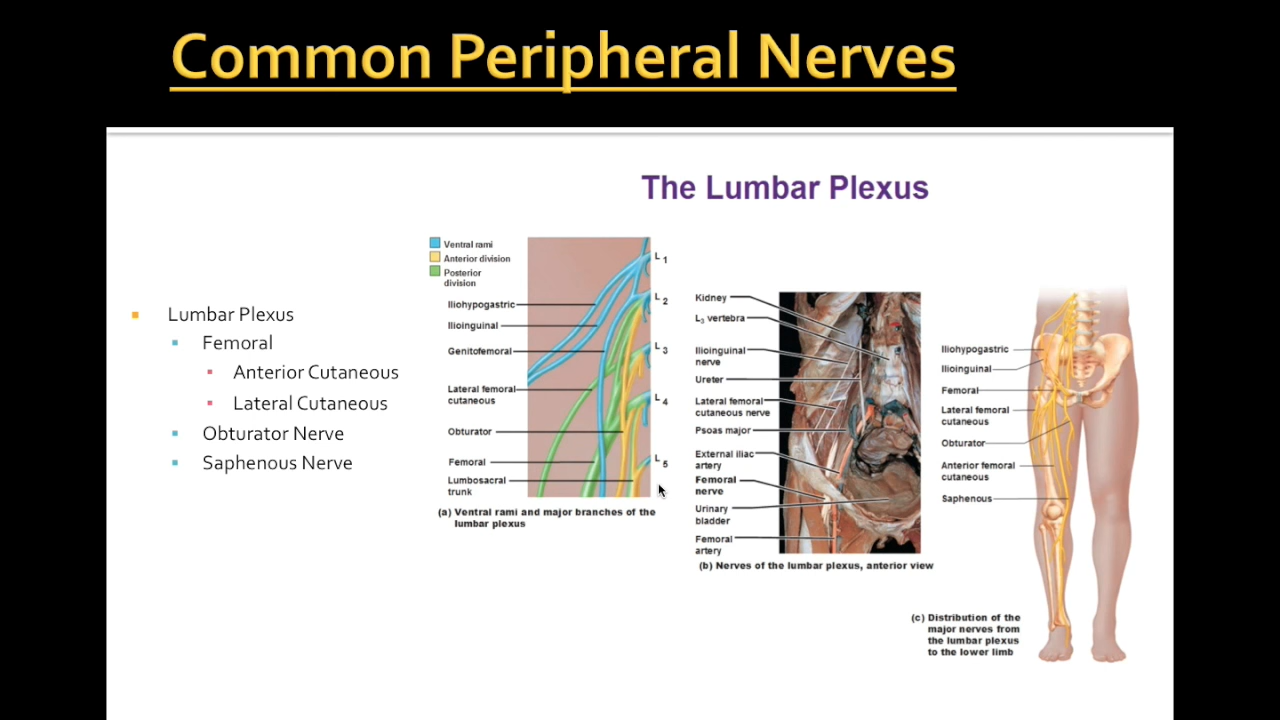 Common Peripheral Nerves
The Lumbar Plexus
Lumbar Plexus
Femoral
Anterior Cutaneous
Lateral Cutaneous
Obturator Nerve
Saphenous Nerve
Ventral rami
Anterior division
Posterior
division
Iliohypogastric
Ilioinguinal
Genitofemoral
Lateral femoral
cutaneous
Obturator
Femoral
Lumbosacral
trunk
L1
L2
L3
L4
L5
(a) Ventral rami and major branches of the
lumbar plexus
Kidney
L3 vertebra
Ilioinguinal
nerve
Ureter
Lateral femoral
cutaneous nerve
Psoas major
External iliac
artery
Femoral
nerve
Urinary
bladder
Femoral
artery
(b) Nerves of the lumbar plexus, anterior view
Iliohypogastric
Ilioinguinal
Femoral
Lateral femoral
cutaneous
Obturator
Anterior femoral
cutaneous
Saphenous
(c) Distribution of the
major nerves from
the lumbar plexus
to the lower limb